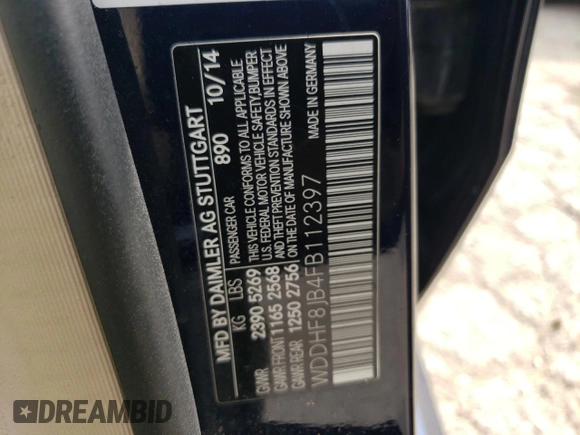 MFD BY DAIMLER AG STUTTGART
890 10/14
KG LBS PASSENGER CAR
GVWR 2390 5269 THIS VEHICLE CONFORMS TO ALL APPLICABLE
GAWR FRONT 1165 2568 U.S. FEDERAL MOTOR VEHICLE SAFETY, BUMPER
GAWR REAR 1250 2756 AND THEFT PREVENTION STANDARDS IN EFFECT
ON THE DATE OF MANUFACTURE SHOWN ABOVE
MADE IN GERMANY
WDDHF8JB4FB112397
DREAMBID